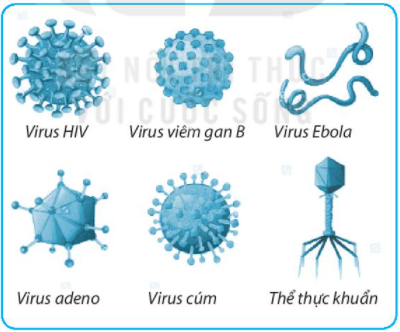 Virus HIV
Virus viêm gan B
Virus Ebola
Virus adeno
Virus cúm
Thể thực khuẩn